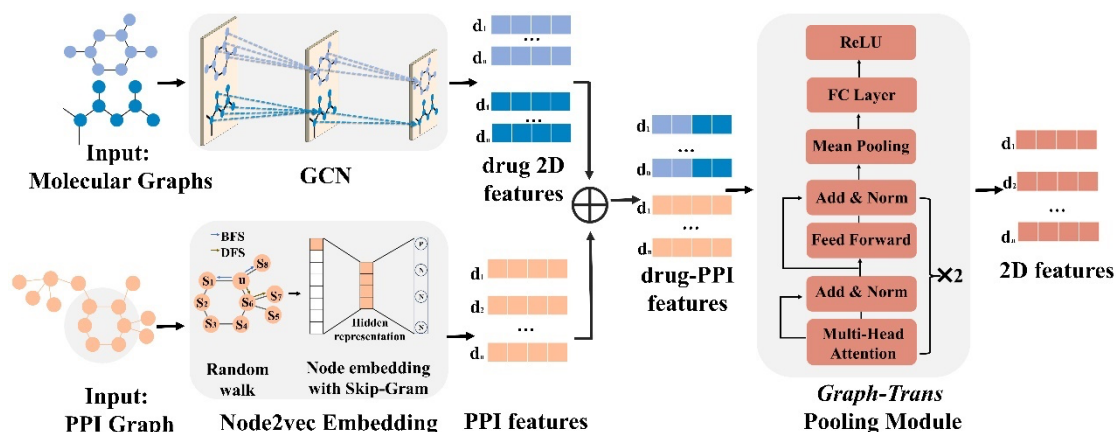 Input:
Molecular Graphs
GCN
d₁
...
dₙ
d₁
...
dₙ
drug 2D
features
Input:
PPI Graph
BFS
DFS
S₈
S₁
u
S₂
S₆
S₇
S₅
S₃
S₄
Random
walk
Hidden
representation
P
N
N
N
Node embedding
with Skip-Gram
Node2vec Embedding
d₁
d₂
...
dₙ
PPI features
d₁
...
dₙ
d₁
...
dₙ
drug-PPI
features
ReLU
FC Layer
Mean Pooling
Add & Norm
Feed Forward
Add & Norm
Multi-Head
Attention
×2
Graph-Trans
Pooling Module
d₁
d₂
...
dₙ
2D features